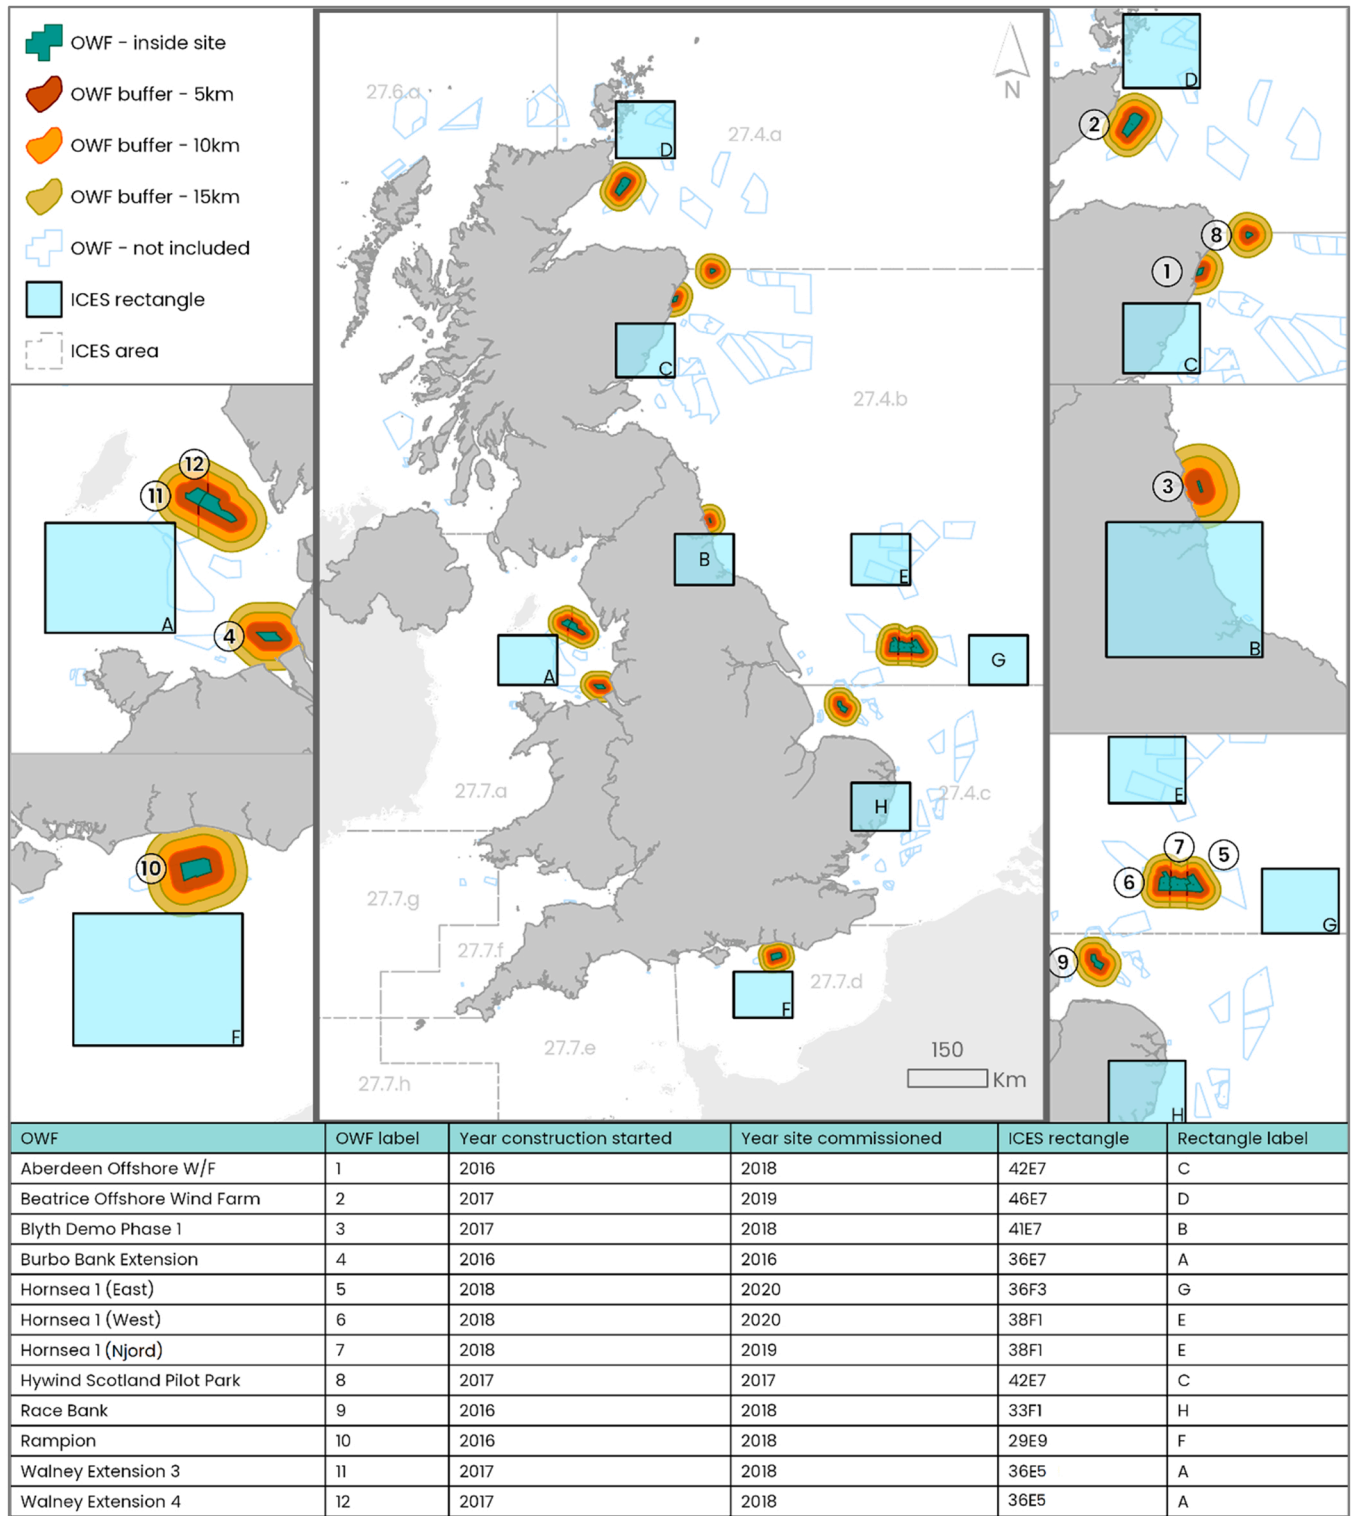 OWF - inside site
OWF buffer - 5km
OWF buffer - 10km
OWF buffer - 15km
OWF - not included
ICES rectangle
ICES area
12
11
A
4
10
F
27.6.a
N
27.4.a
D
C
27.4.b
B
E
A
G
27.7.a
H
27.4.c
27.7.g
27.7.f
27.7.d
F
27.7.e
150
Km
27.7.h
D
2
8
1
C
3
B
E
7
5
6
G
9
H
OWF OWF label Year construction started Year site commissioned ICES rectangle Rectangle label
Aberdeen Offshore W/F 1 2016 2018 42E7 C
Beatrice Offshore Wind Farm 2 2017 2019 46E7 D
Blyth Demo Phase 1 3 2017 2018 41E7 B
Burbo Bank Extension 4 2016 2016 36E7 A
Hornsea 1 (East) 5 2018 2020 36F3 G
Hornsea 1 (West) 6 2018 2020 38F1 E
Hornsea 1 (Njord) 7 2018 2019 38F1 E
Hywind Scotland Pilot Park 8 2017 2017 42E7 C
Race Bank 9 2016 2018 33F1 H
Rampion 10 2016 2018 29E9 F
Walney Extension 3 11 2017 2018 36E5 A
Walney Extension 4 12 2017 2018 36E5 A